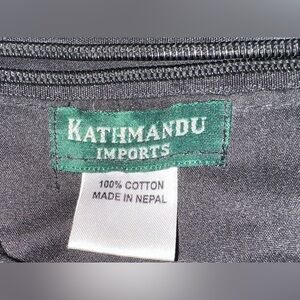 KATHMANDU
IMPORTS
100% COTTON
MADE IN NEPAL